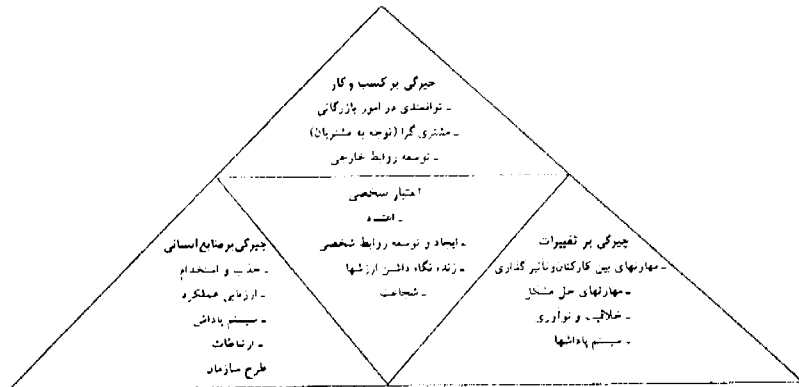 چیرگی بر کسب و کار
ـ توانمندی در امور بازرگانی
ـ مشتری گرا (توجه به مشتریان)
ـ توسعه روابط خارجی
اعتبار شخصی
ـ اعتماد
ـ ایجاد و توسعه روابط شخصی
ـ زنده نگاه داشتن ارزشها
ـ شجاعت
چیرگی بر تغییرات
ـ مهارتهای بین کارکنان و تأثیر گذاری
ـ مهارتهای حل مشکل
ـ خلاقیت و نوآوری
ـ سیستم پاداشها
چیرگی بر منابع انسانی
ـ جذب و استخدام
ـ ارزیابی عملکرد
ـ سیستم پاداش
ـ ارتباطات
طرح سازمان